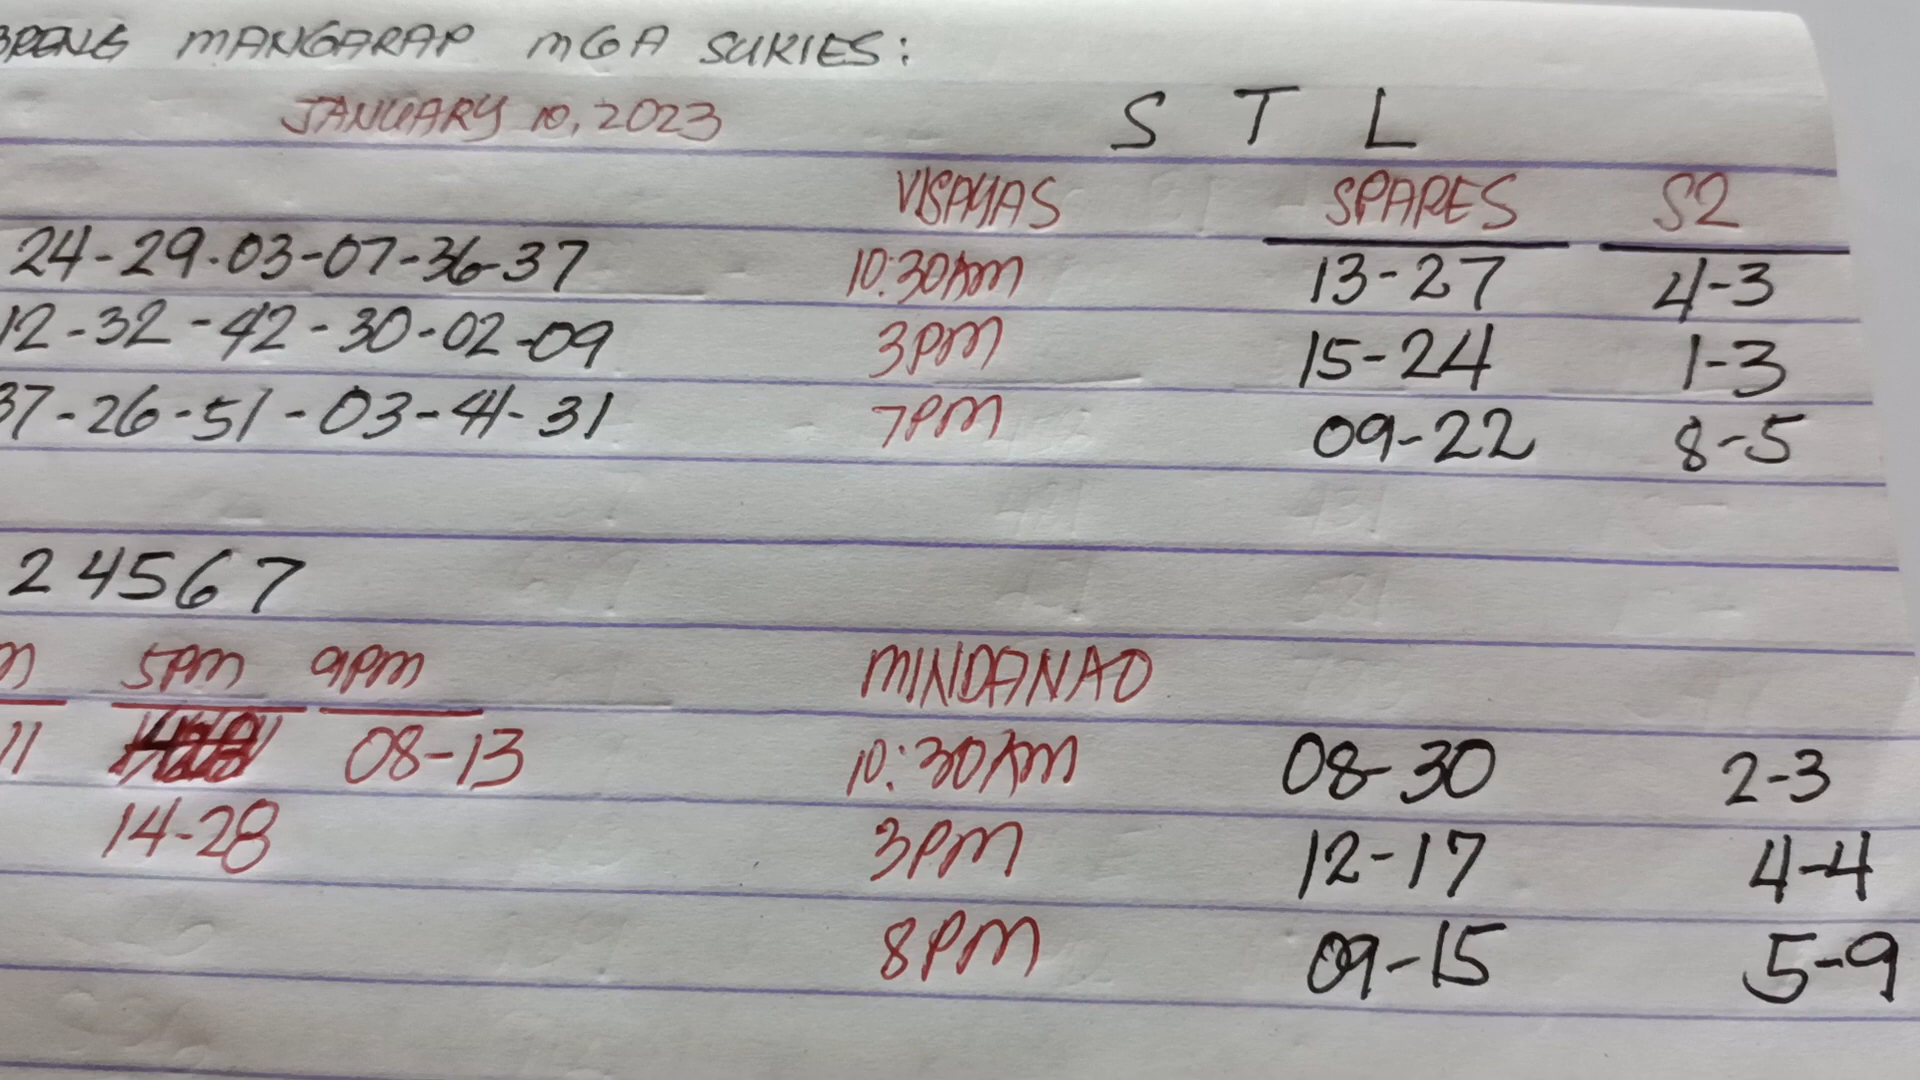 MANGARAP MGA SUKIES:
JANUARY 10, 2023 S T L
VISAYAS SPARES S2
24-29-03-07-36-37 10:30AM 13-27 4-3
12-32-42-30-02-09 3PM 15-24 1-3
37-26-51-03-41-31 7PM 09-22 8-5
24567
5PM 9PM MINDANAO
11 08-13 10:30AM 08-30 2-3
14-28 3PM 12-17 4-4
8PM 09-15 5-9